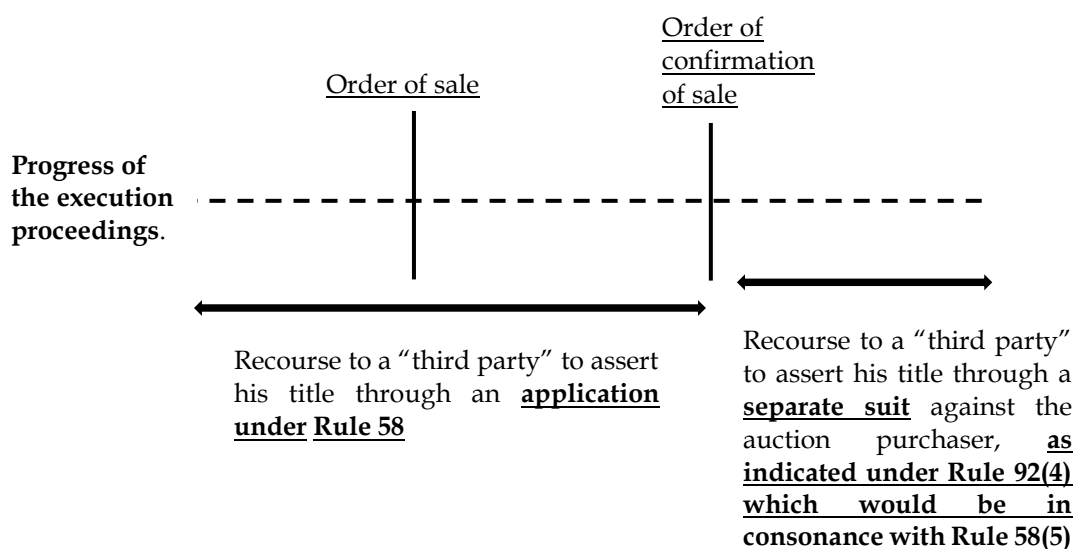 Order of sale
Order of
confirmation
of sale
Progress of
the execution
proceedings.
Recourse to a “third party” to assert
his title through an application
under Rule 58
Recourse to a “third party”
to assert his title through a
separate suit against the
auction purchaser, as
indicated under Rule 92(4)
which would be in
consonance with Rule 58(5)